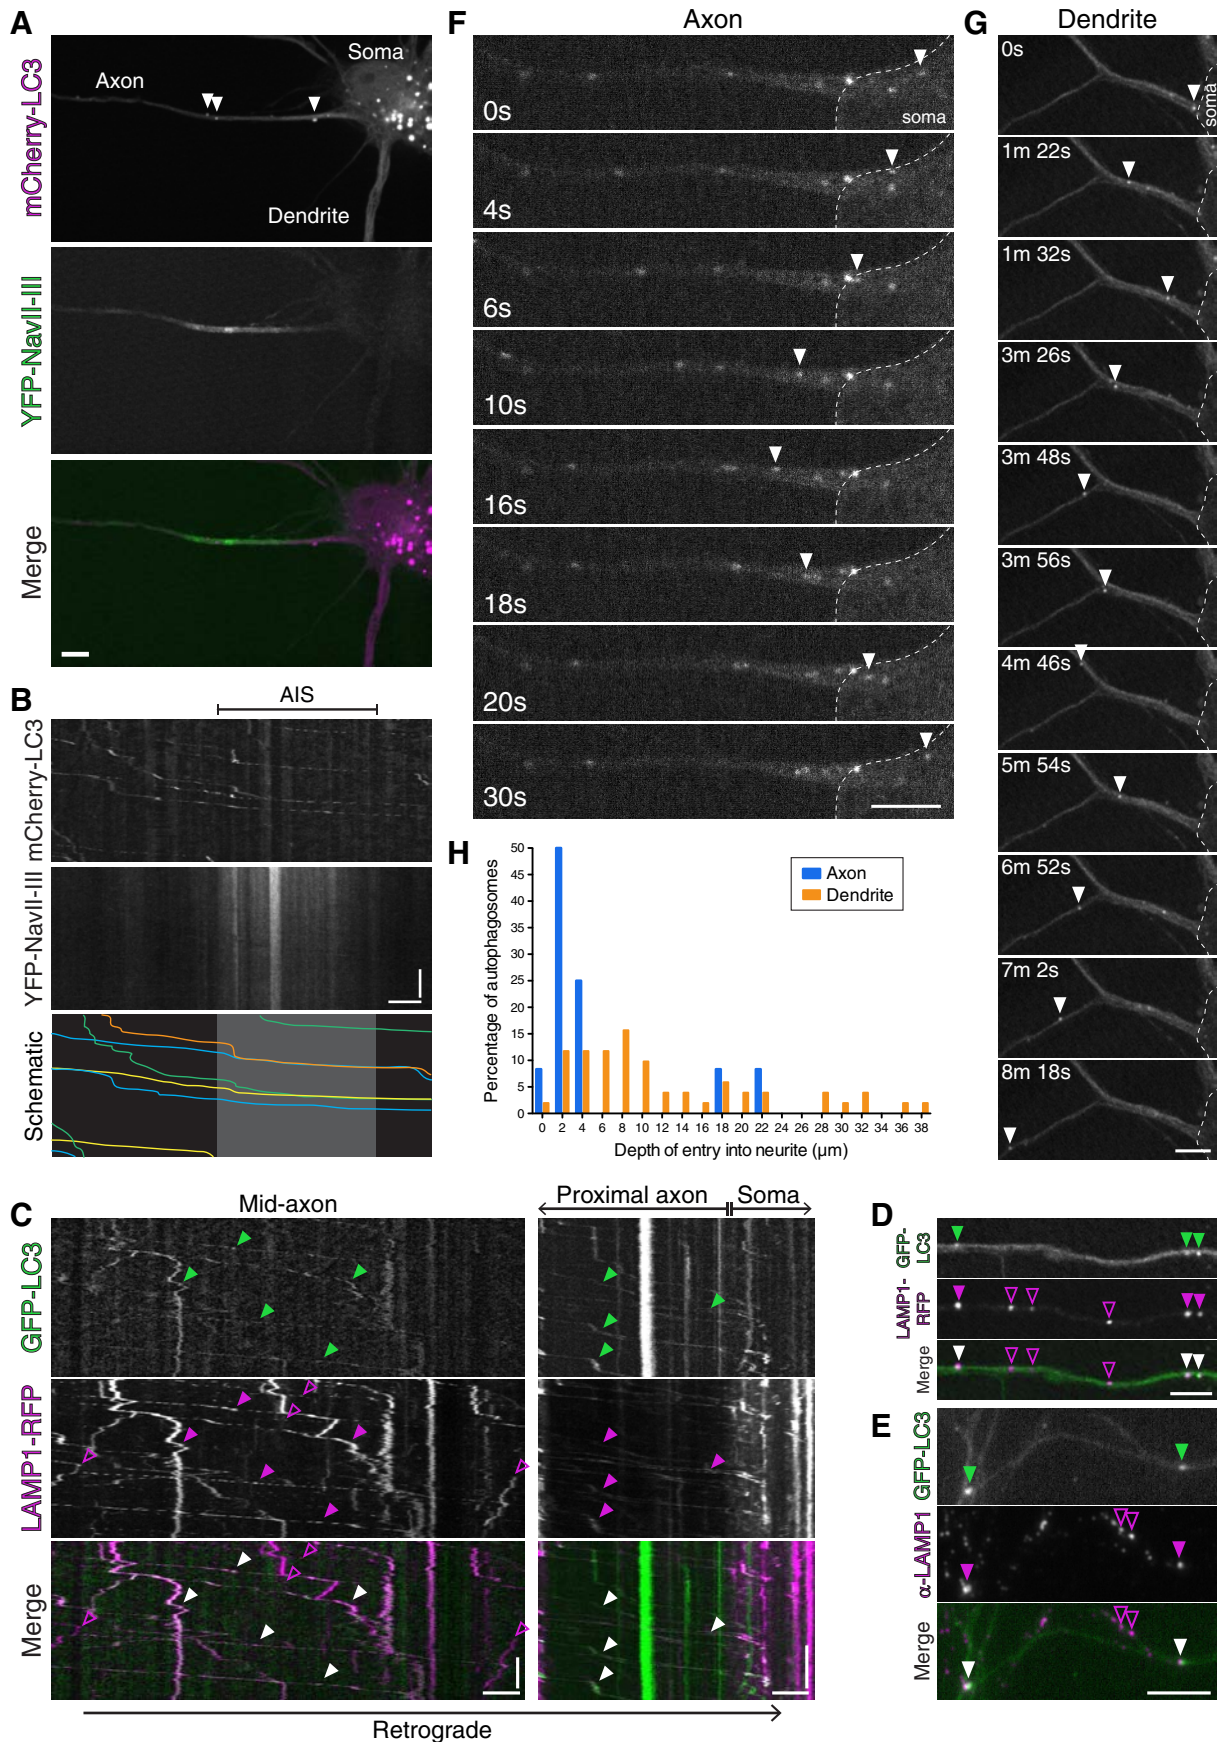 A
mCherry-LC3
Axon
Soma
Dendrite
YFP-NavII-III
Merge
B
AIS
mCherry-LC3
YFP-NavII-III
Schematic
C
Mid-axon
Proximal axon
Soma
GFP-LC3
LAMP1-RFP
Merge
Retrograde
F
Axon
0s
soma
4s
6s
10s
16s
18s
20s
30s
G
Dendrite
0s
soma
1m 22s
1m 32s
3m 26s
3m 48s
3m 56s
4m 46s
5m 54s
6m 52s
7m 2s
8m 18s
H
Percentage of autophagosomes
50
45
40
35
30
25
20
15
10
5
0
Axon
Dendrite
0 2 4 6 8 10 12 14 16 18 20 22 24 26 28 30 32 34 36 38
Depth of entry into neurite (μm)
D
GFP-
LC3
LAMP1-
RFP
Merge
E
GFP-LC3
α-LAMP1
Merge